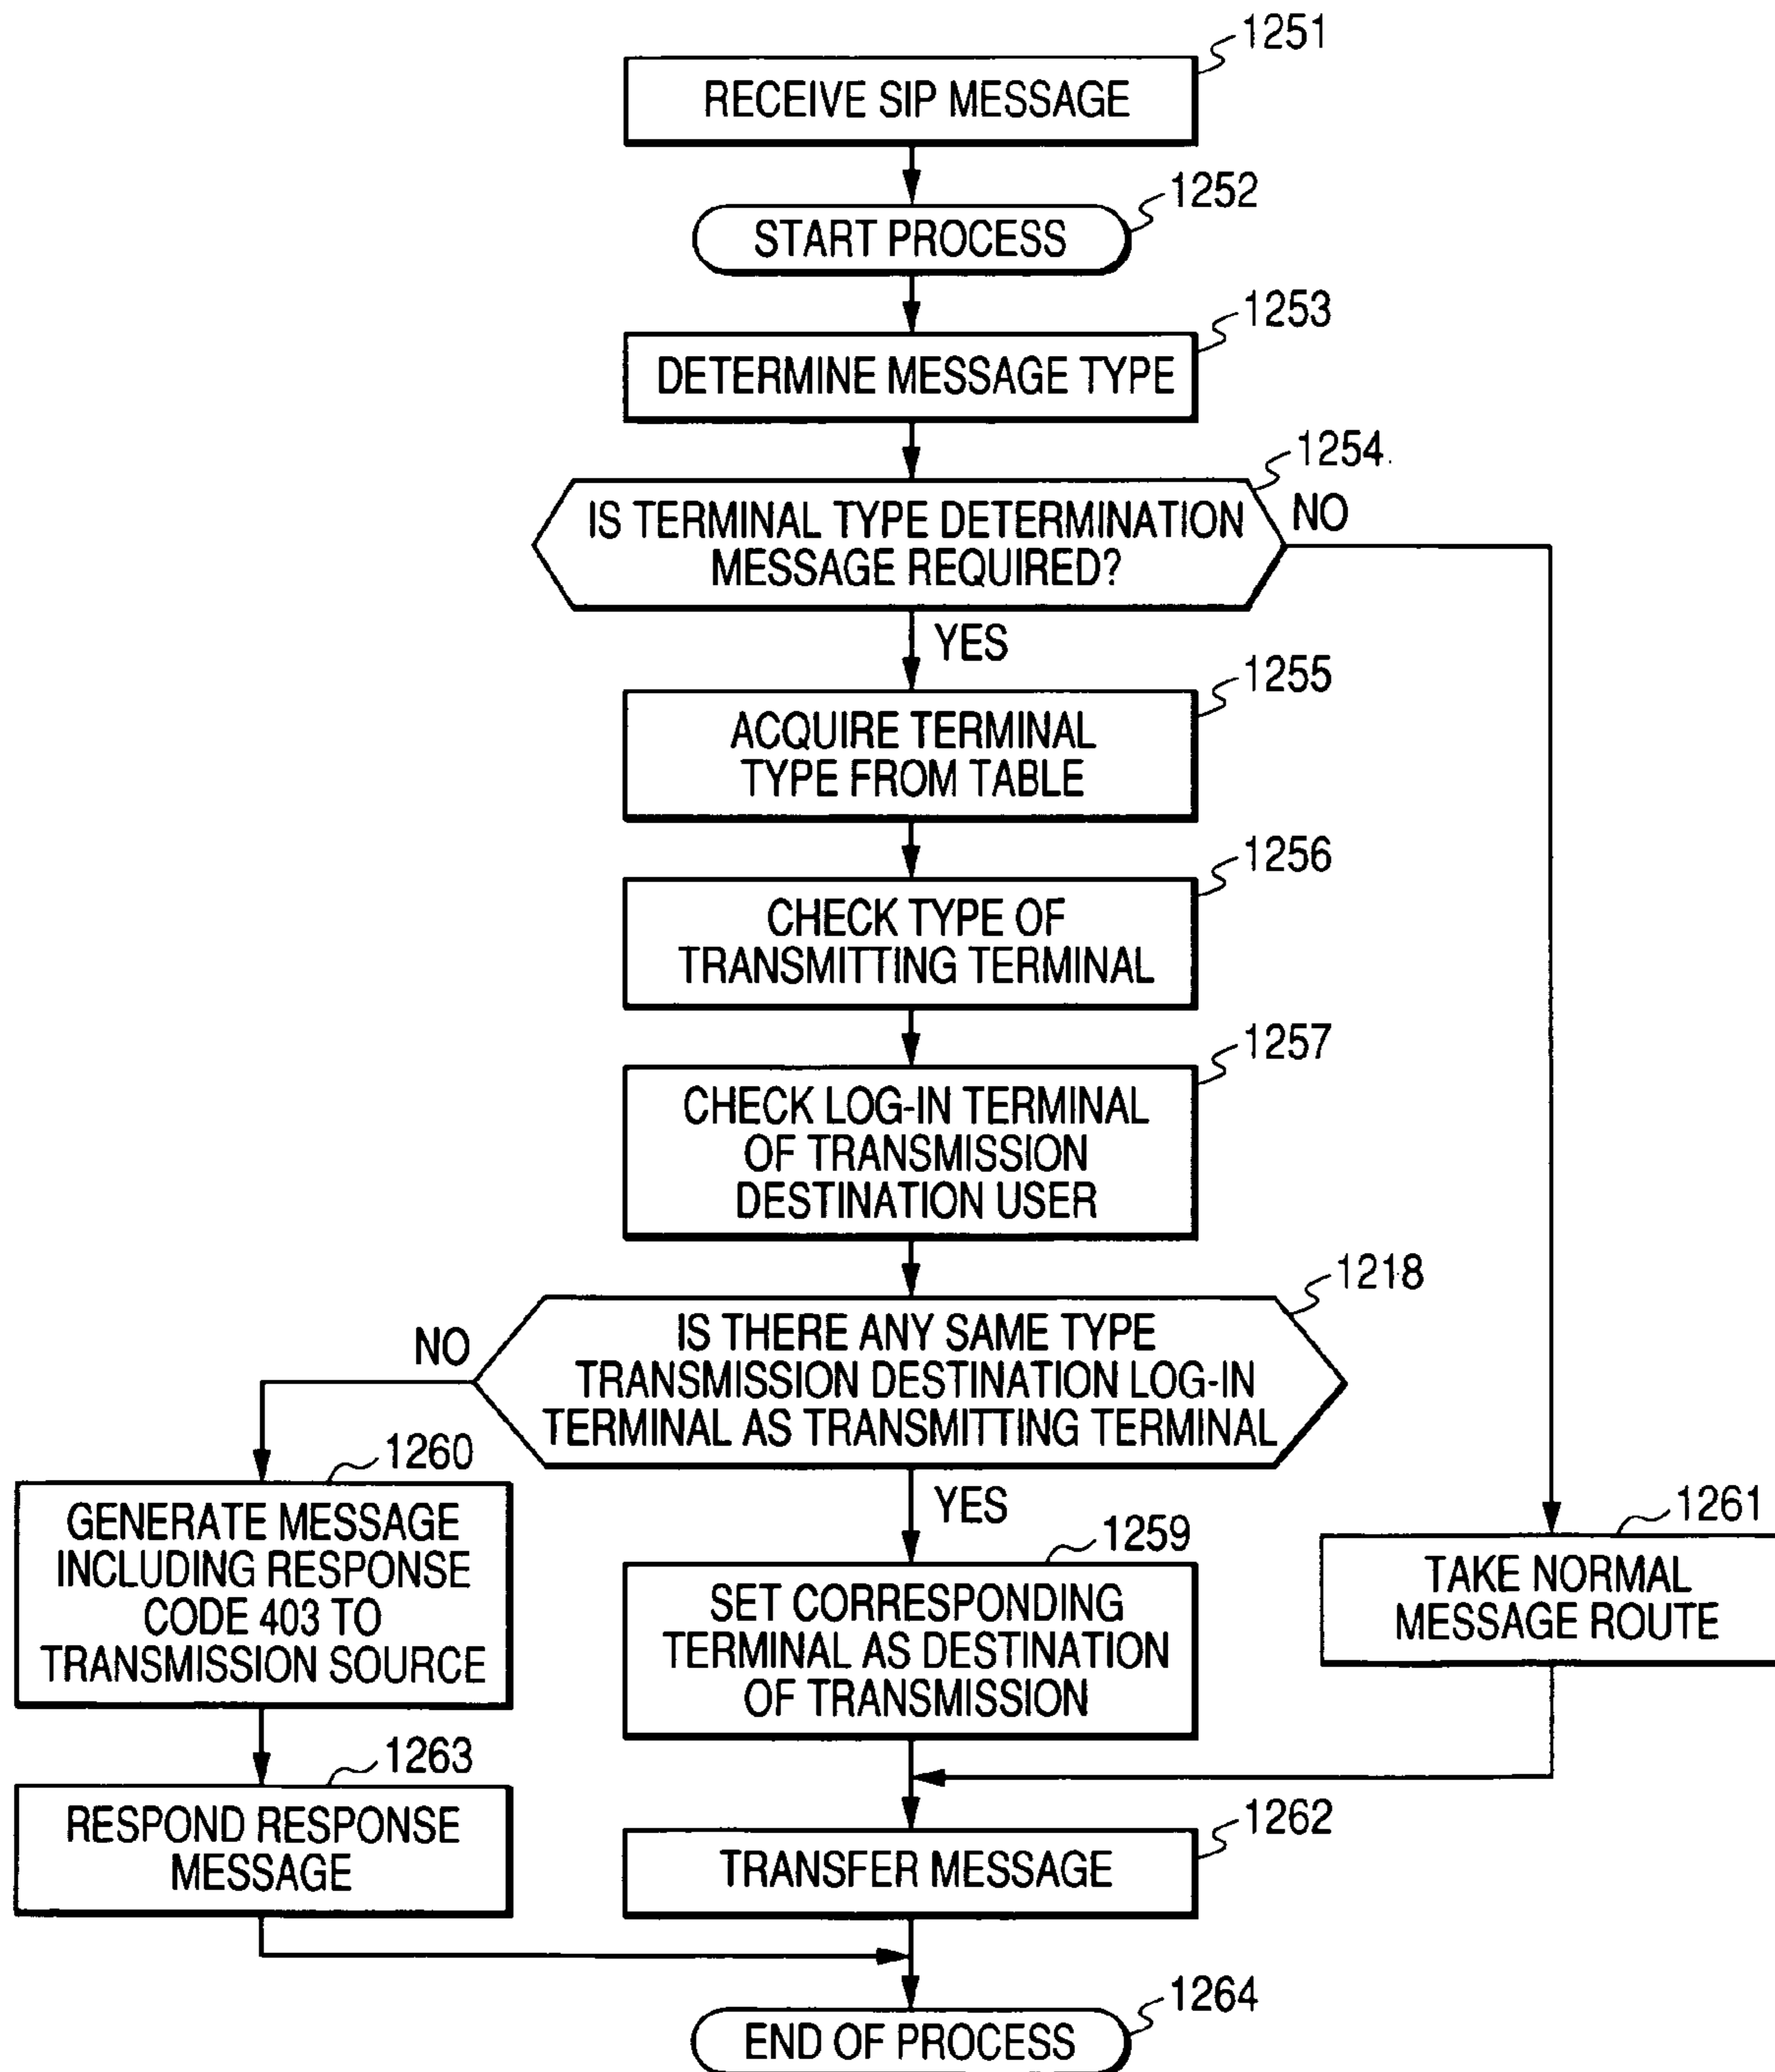 1251
RECEIVE SIP MESSAGE
1252
START PROCESS
1253
DETERMINE MESSAGE TYPE
1254
IS TERMINAL TYPE DETERMINATION
MESSAGE REQUIRED?
NO
YES
1255
ACQUIRE TERMINAL
TYPE FROM TABLE
1256
CHECK TYPE OF
TRANSMITTING TERMINAL
1257
CHECK LOG-IN TERMINAL
OF TRANSMISSION
DESTINATION USER
1218
IS THERE ANY SAME TYPE
TRANSMISSION DESTINATION LOG-IN
TERMINAL AS TRANSMITTING TERMINAL
NO
YES
1260
GENERATE MESSAGE
INCLUDING RESPONSE
CODE 403 TO
TRANSMISSION SOURCE
1259
SET CORRESPONDING
TERMINAL AS DESTINATION
OF TRANSMISSION
1261
TAKE NORMAL
MESSAGE ROUTE
1263
RESPOND RESPONSE
MESSAGE
1262
TRANSFER MESSAGE
1264
END OF PROCESS